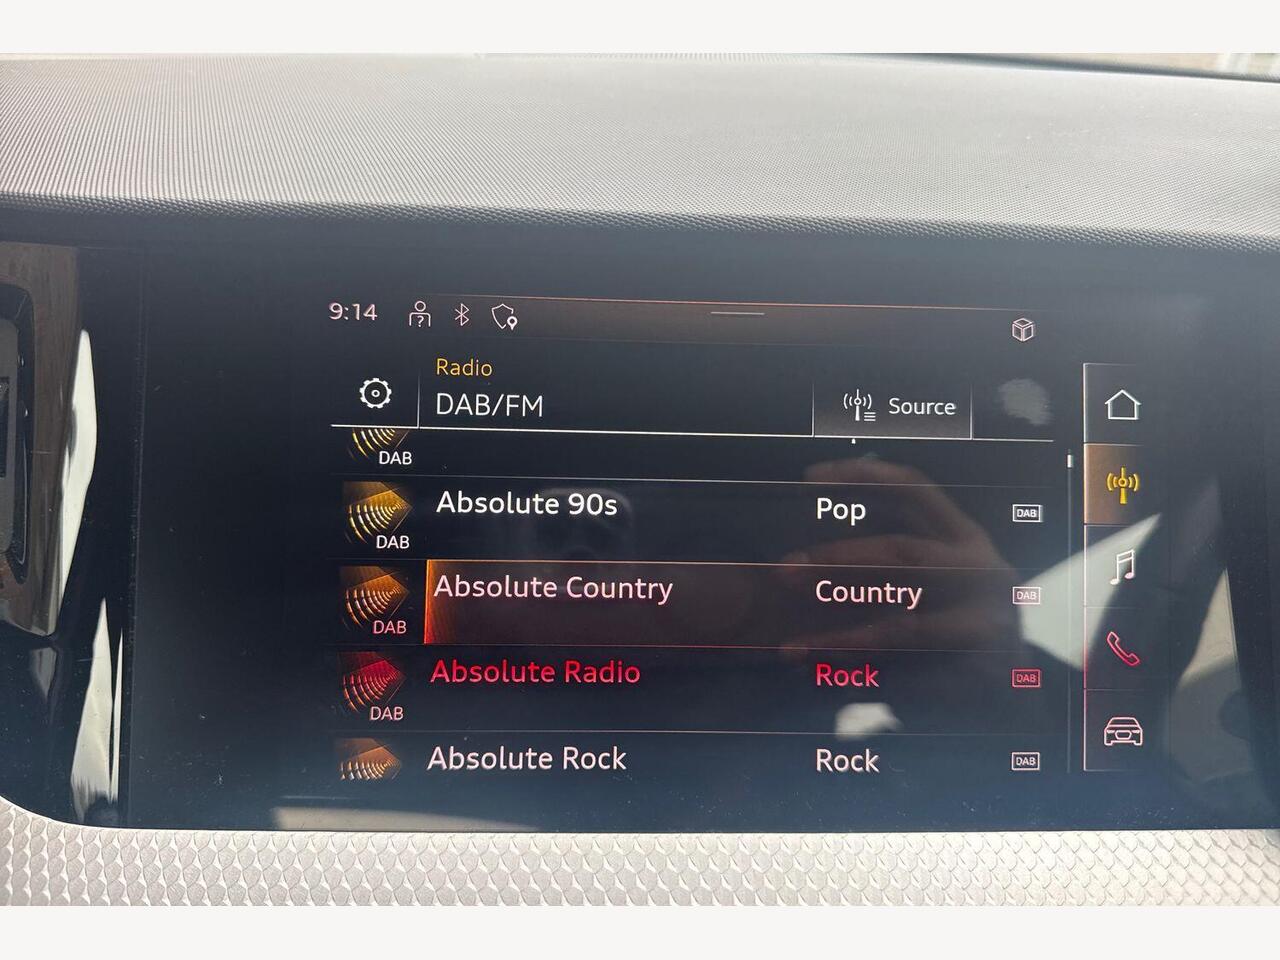 9:14
Radio
DAB/FM
Source
DAB
Absolute 90s Pop DAB
DAB
Absolute Country Country DAB
DAB
Absolute Radio Rock DAB
DAB
Absolute Rock Rock DAB